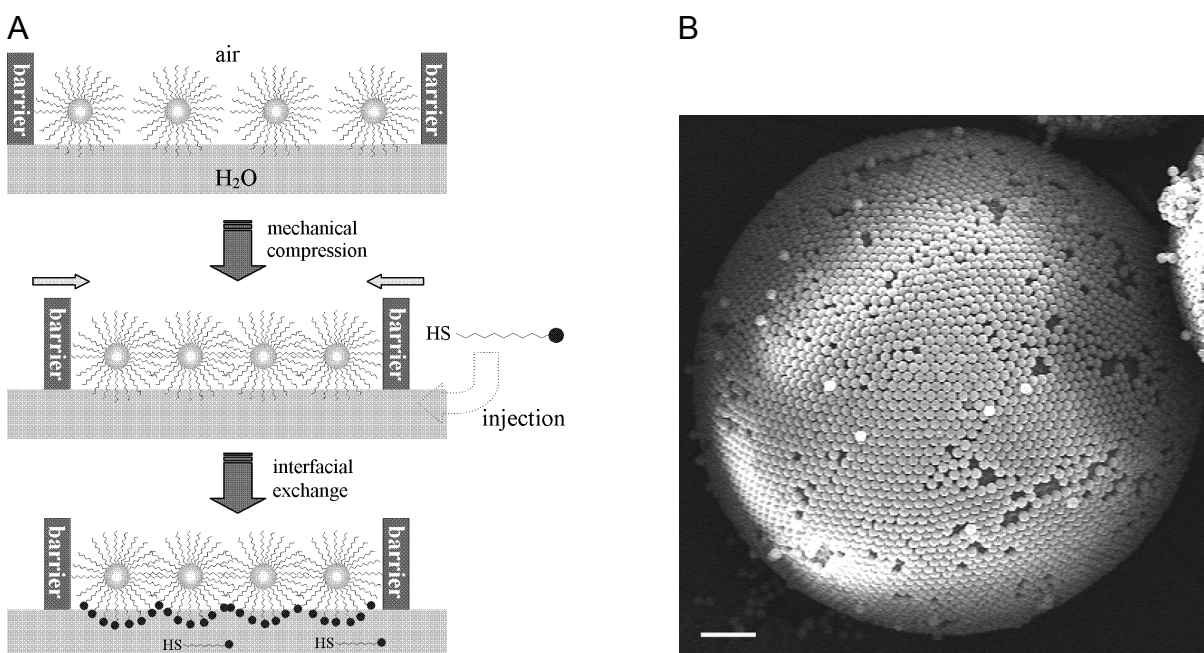 A
B
air
barrier
barrier
H₂O
mechanical
compression
barrier
barrier
HS
injection
interfacial
exchange
barrier
barrier
HS
HS